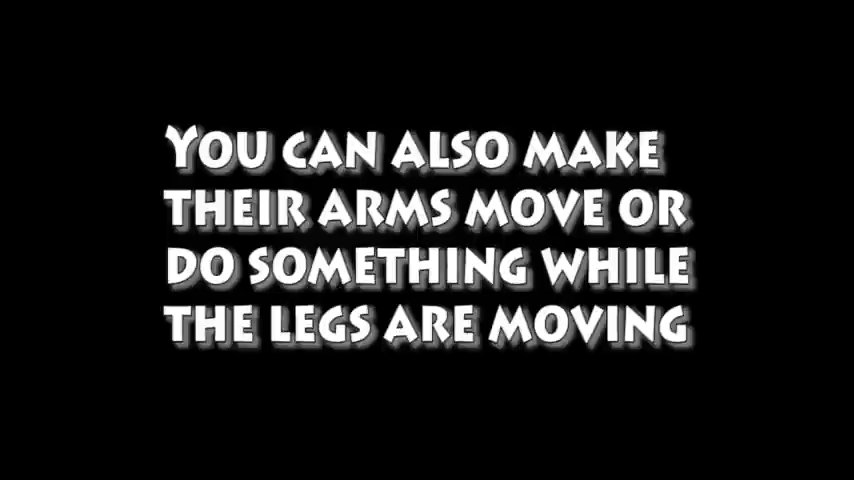 You can also make
their arms move or
do something while
the legs are moving